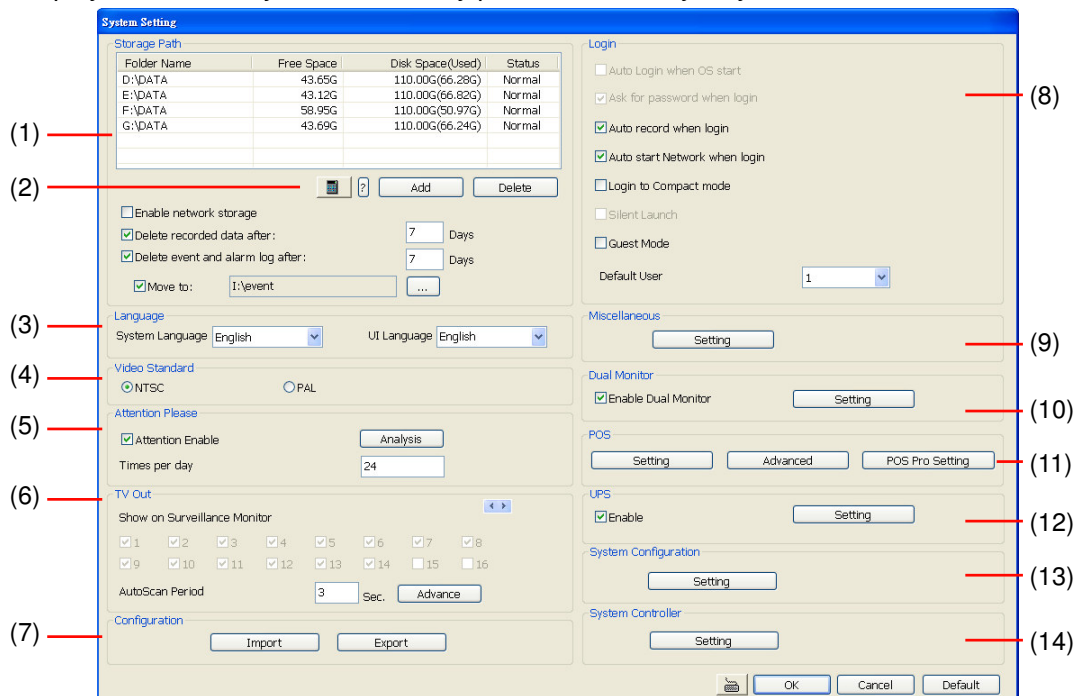 System Setting
Storage Path
Folder Name Free Space Disk Space(Used) Status
D:\DATA 43.65G 110.00G(66.28G) Normal
E:\DATA 43.12G 110.00G(66.82G) Normal
F:\DATA 58.95G 110.00G(50.97G) Normal
G:\DATA 43.69G 110.00G(66.24G) Normal
(1)
(2)
? Add Delete
Enable network storage
Delete recorded data after: 7 Days
Delete event and alarm log after: 7 Days
Move to: I:\event ...
(3)
Language
System Language English UI Language English
(4)
Video Standard
NTSC PAL
(5)
Attention Please
Attention Enable Analysis
Times per day 24
(6)
TV Out
Show on Surveillance Monitor
1 2 3 4 5 6 7 8
9 10 11 12 13 14 15 16
AutoScan Period 3 Sec. Advance
(7)
Configuration
Import Export
Login
Auto Login when OS start
Ask for password when login
(8)
Auto record when login
Auto start Network when login
Login to Compact mode
Silent Launch
Guest Mode
Default User 1
Miscellaneous
Setting
(9)
Dual Monitor
Enable Dual Monitor Setting
(10)
POS
Setting Advanced POS Pro Setting
(11)
UPS
Enable Setting
(12)
System Configuration
Setting
(13)
System Controller
Setting
(14)
OK Cancel Default